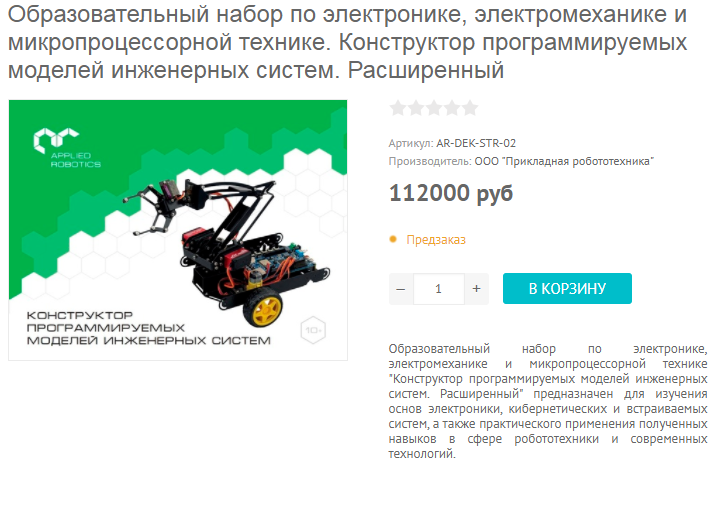 Образовательный набор по электронике, электромеханике и
микропроцессорной технике. Конструктор программируемых
моделей инженерных систем. Расширенный
APPLIED
ROBOTICS
КОНСТРУКТОР
ПРОГРАММИРУЕМЫХ
МОДЕЛЕЙ ИНЖЕНЕРНЫХ СИСТЕМ
10+
Артикул: AR-DEK-STR-02
Производитель: ООО "Прикладная робототехника"
112000 руб
Предзаказ
– 1 +
В КОРЗИНУ
Образовательный набор по электронике,
электромеханике и микропроцессорной технике
"Конструктор программируемых моделей инженерных
систем. Расширенный" предназначен для изучения
основ электроники, кибернетических и встраиваемых
систем, а также практического применения полученных
навыков в сфере робототехники и современных
технологий.